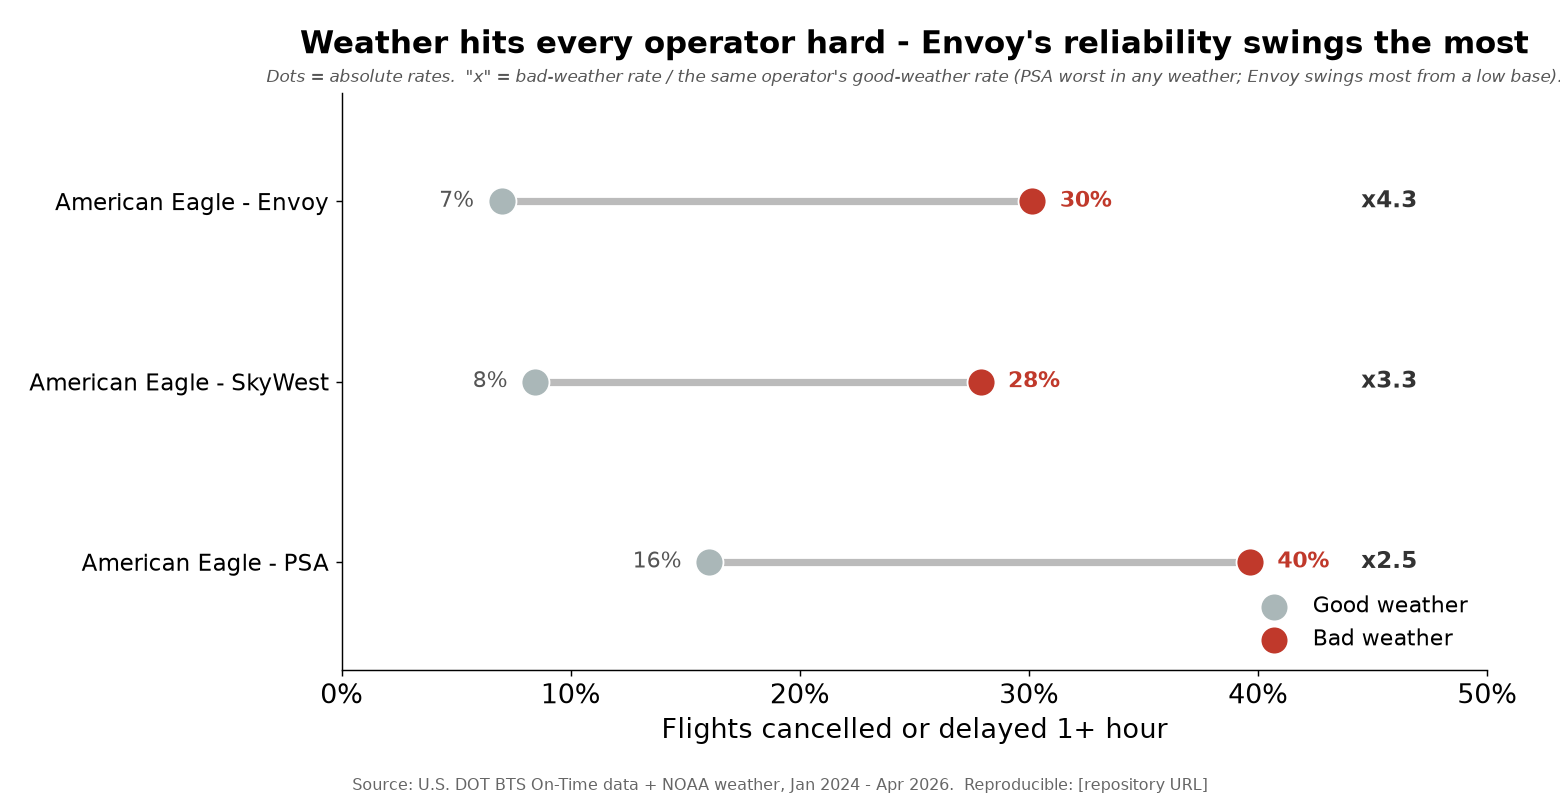 Weather hits every operator hard - Envoy's reliability swings the most
Dots = absolute rates.  "x" = bad-weather rate / the same operator's good-weather rate (PSA worst in any weather; Envoy swings most from a low base).
American Eagle - Envoy
7%
30%
x4.3
American Eagle - SkyWest
8%
28%
x3.3
American Eagle - PSA
16%
40%
x2.5
Good weather
Bad weather
0%
10%
20%
30%
40%
50%
Flights cancelled or delayed 1+ hour
Source: U.S. DOT BTS On-Time data + NOAA weather, Jan 2024 - Apr 2026.  Reproducible: [repository URL]